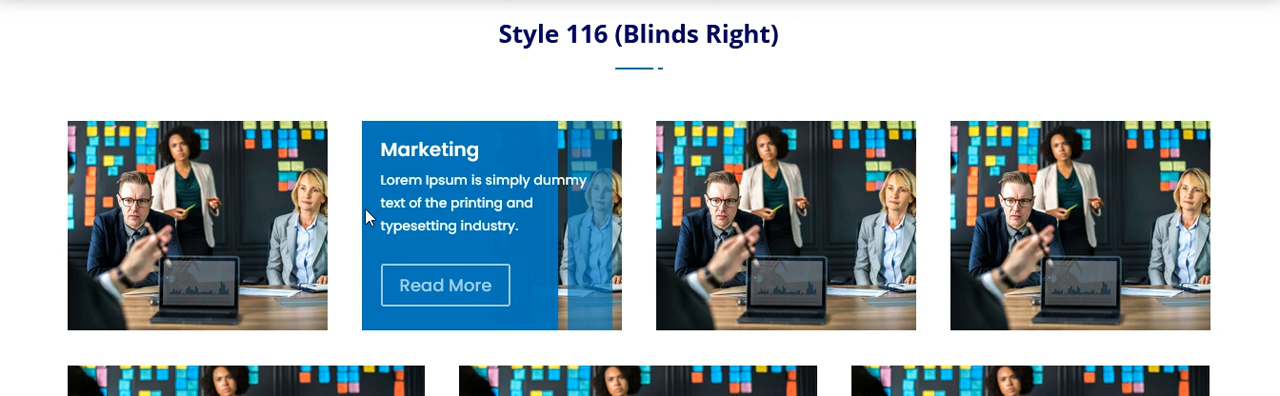 Style 116 (Blinds Right)
Marketing
Lorem Ipsum is simply dummy
text of the printing and
typesetting industry.
Read More